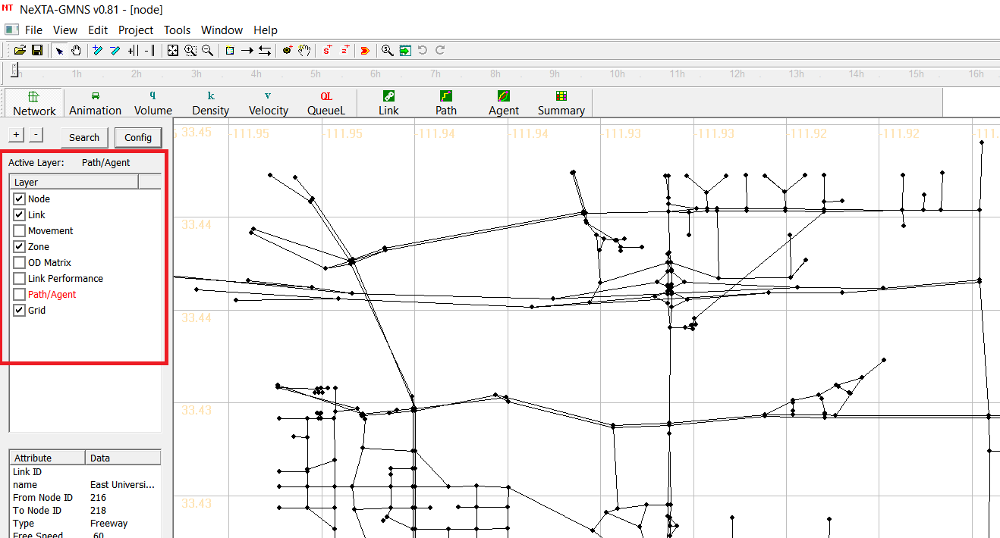 NeXTA-GMNS v0.81 - [node]
File View Edit Project Tools Window Help
1h 2h 3h 4h 5h 6h 7h 8h 9h 10h 11h 12h 13h 14h 15h 16h
q k v QL
Network Animation Volume Density Velocity QueueL Link Path Agent Summary
+ - Search Config
33.45 -111.95 -111.95 -111.94 -111.94 -111.93 -111.93 -111.92 -111.92
Active Layer: Path/Agent
Layer
Node
Link
Movement
Zone
OD Matrix
Link Performance
Path/Agent
Grid
33.44
33.44
33.43
33.43
Attribute Data
Link ID
name East Universi...
From Node ID 216
To Node ID 218
Type Freeway
Free Speed 60